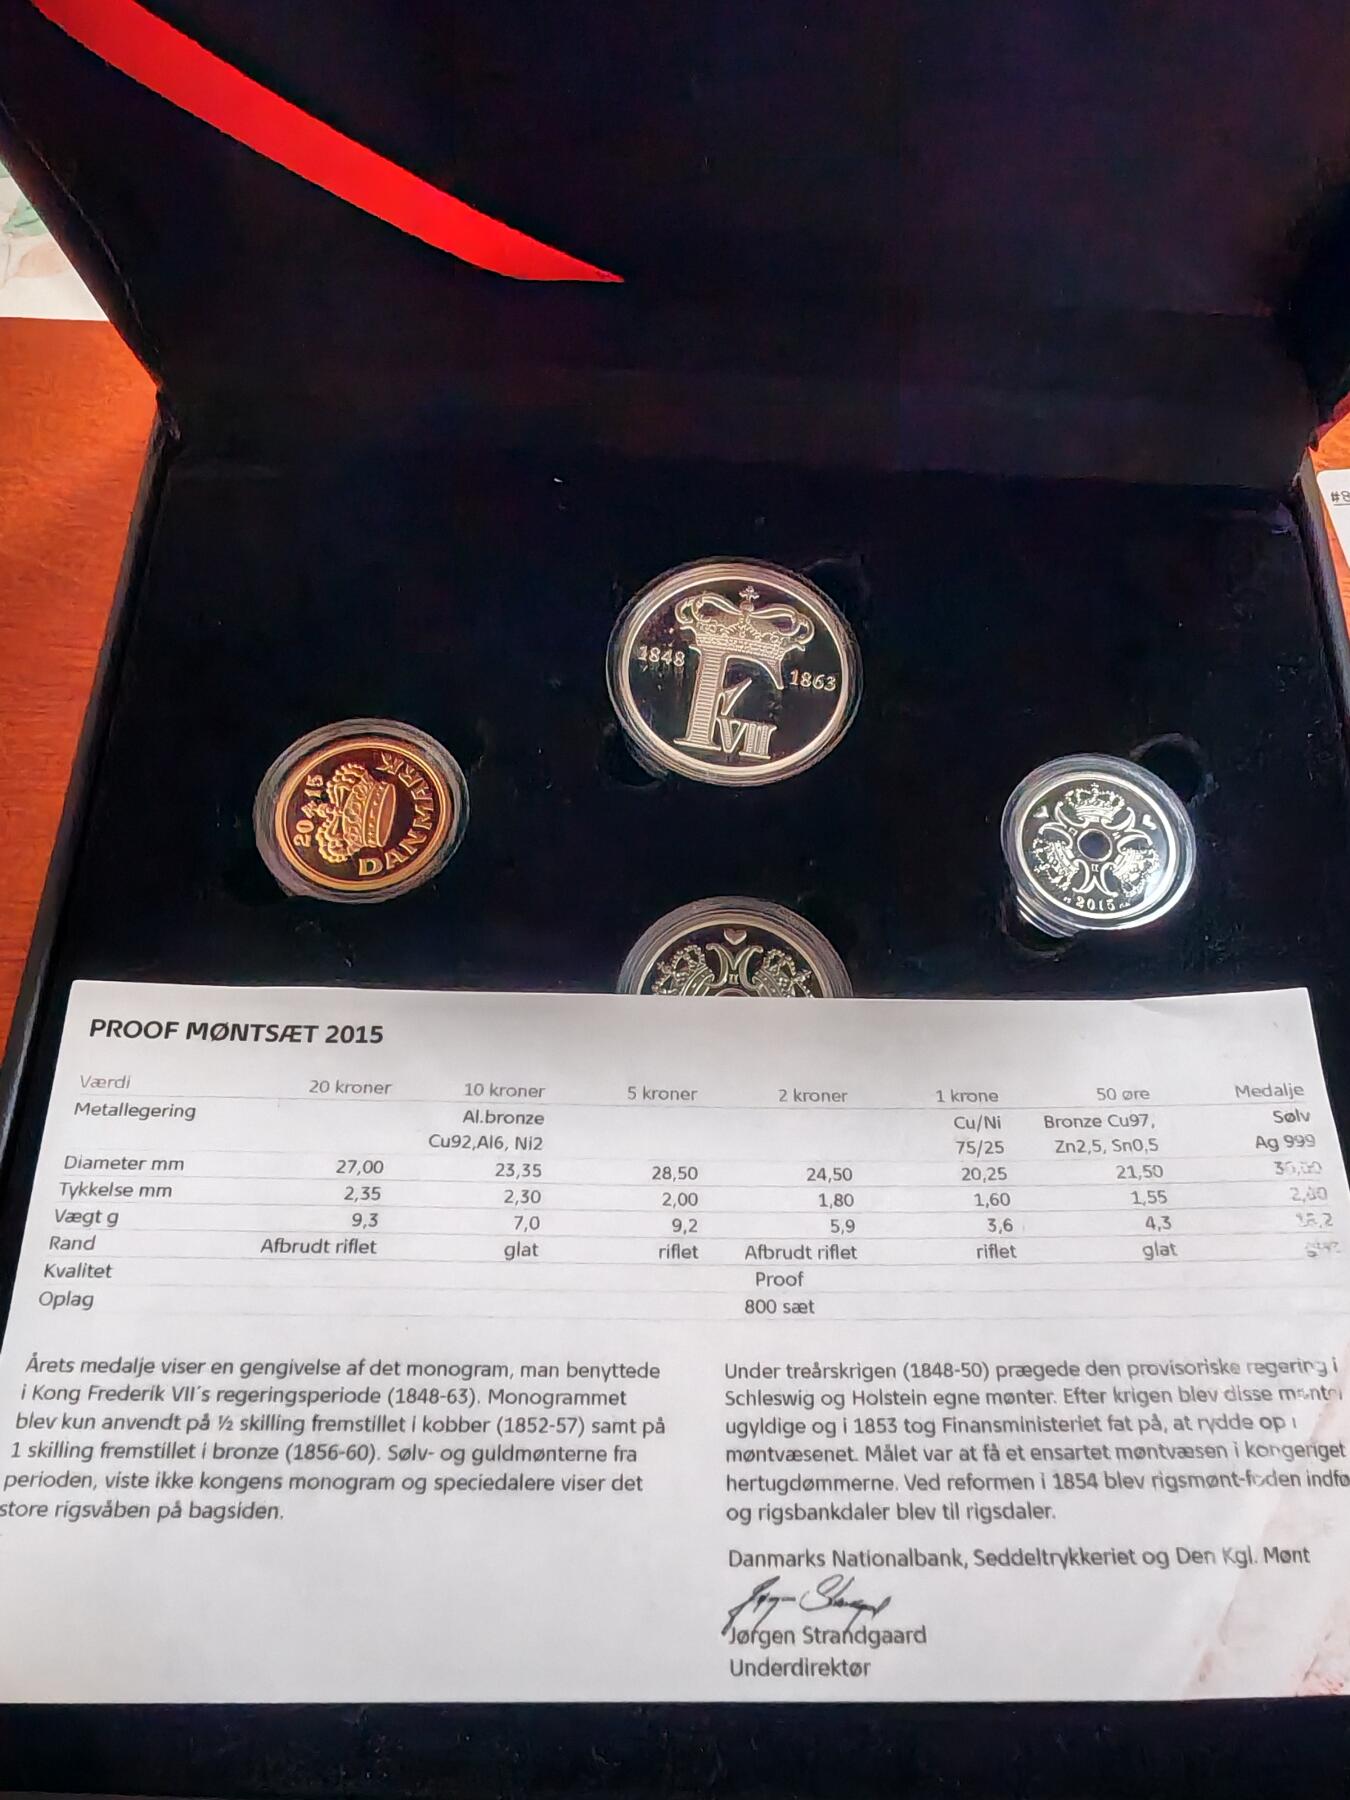 #8
1848
1863
VII
2015
DANMARK
2015
PROOF MØNTSÆT 2015
Værdi 20 kroner 10 kroner 5 kroner 2 kroner 1 krone 50 øre Medalje
Metallegering Al.bronze Cu/Ni Bronze Cu97, Sølv
Cu92,Al6, Ni2 75/25 Zn2,5, Sn0,5 Ag 999
Diameter mm 27,00 23,35 28,50 24,50 20,25 21,50
Tykkelse mm 2,35 2,30 2,00 1,80 1,60 1,55
Vægt g 9,3 7,0 9,2 5,9 3,6 4,3
Rand Afbrudt riflet glat riflet Afbrudt riflet riflet glat
Kvalitet Proof
Oplag 800 sæt
Årets medalje viser en gengivelse af det monogram, man benyttede
i Kong Frederik VII´s regeringsperiode (1848-63). Monogrammet
blev kun anvendt på ½ skilling fremstillet i kobber (1852-57) samt på
1 skilling fremstillet i bronze (1856-60). Sølv- og guldmønterne fra
perioden, viste ikke kongens monogram og speciedalere viser det
store rigsvåben på bagsiden.
Under treårskrigen (1848-50) prægede den provisoriske regering i
Schleswig og Holstein egne mønter. Efter krigen blev disse
ugyldige og i 1853 tog Finansministeriet fat på, at rydde op i
møntvæsenet. Målet var at få et ensartet møntvæsen i kongeriget
hertugdømmerne. Ved reformen i 1854 blev rigsmønt-foden indfø
og rigsbankdaler blev til rigsdaler.
Danmarks Nationalbank, Seddeltrykkeriet og Den Kgl. Mønt
Jørgen Strandgaard
Underdirektør